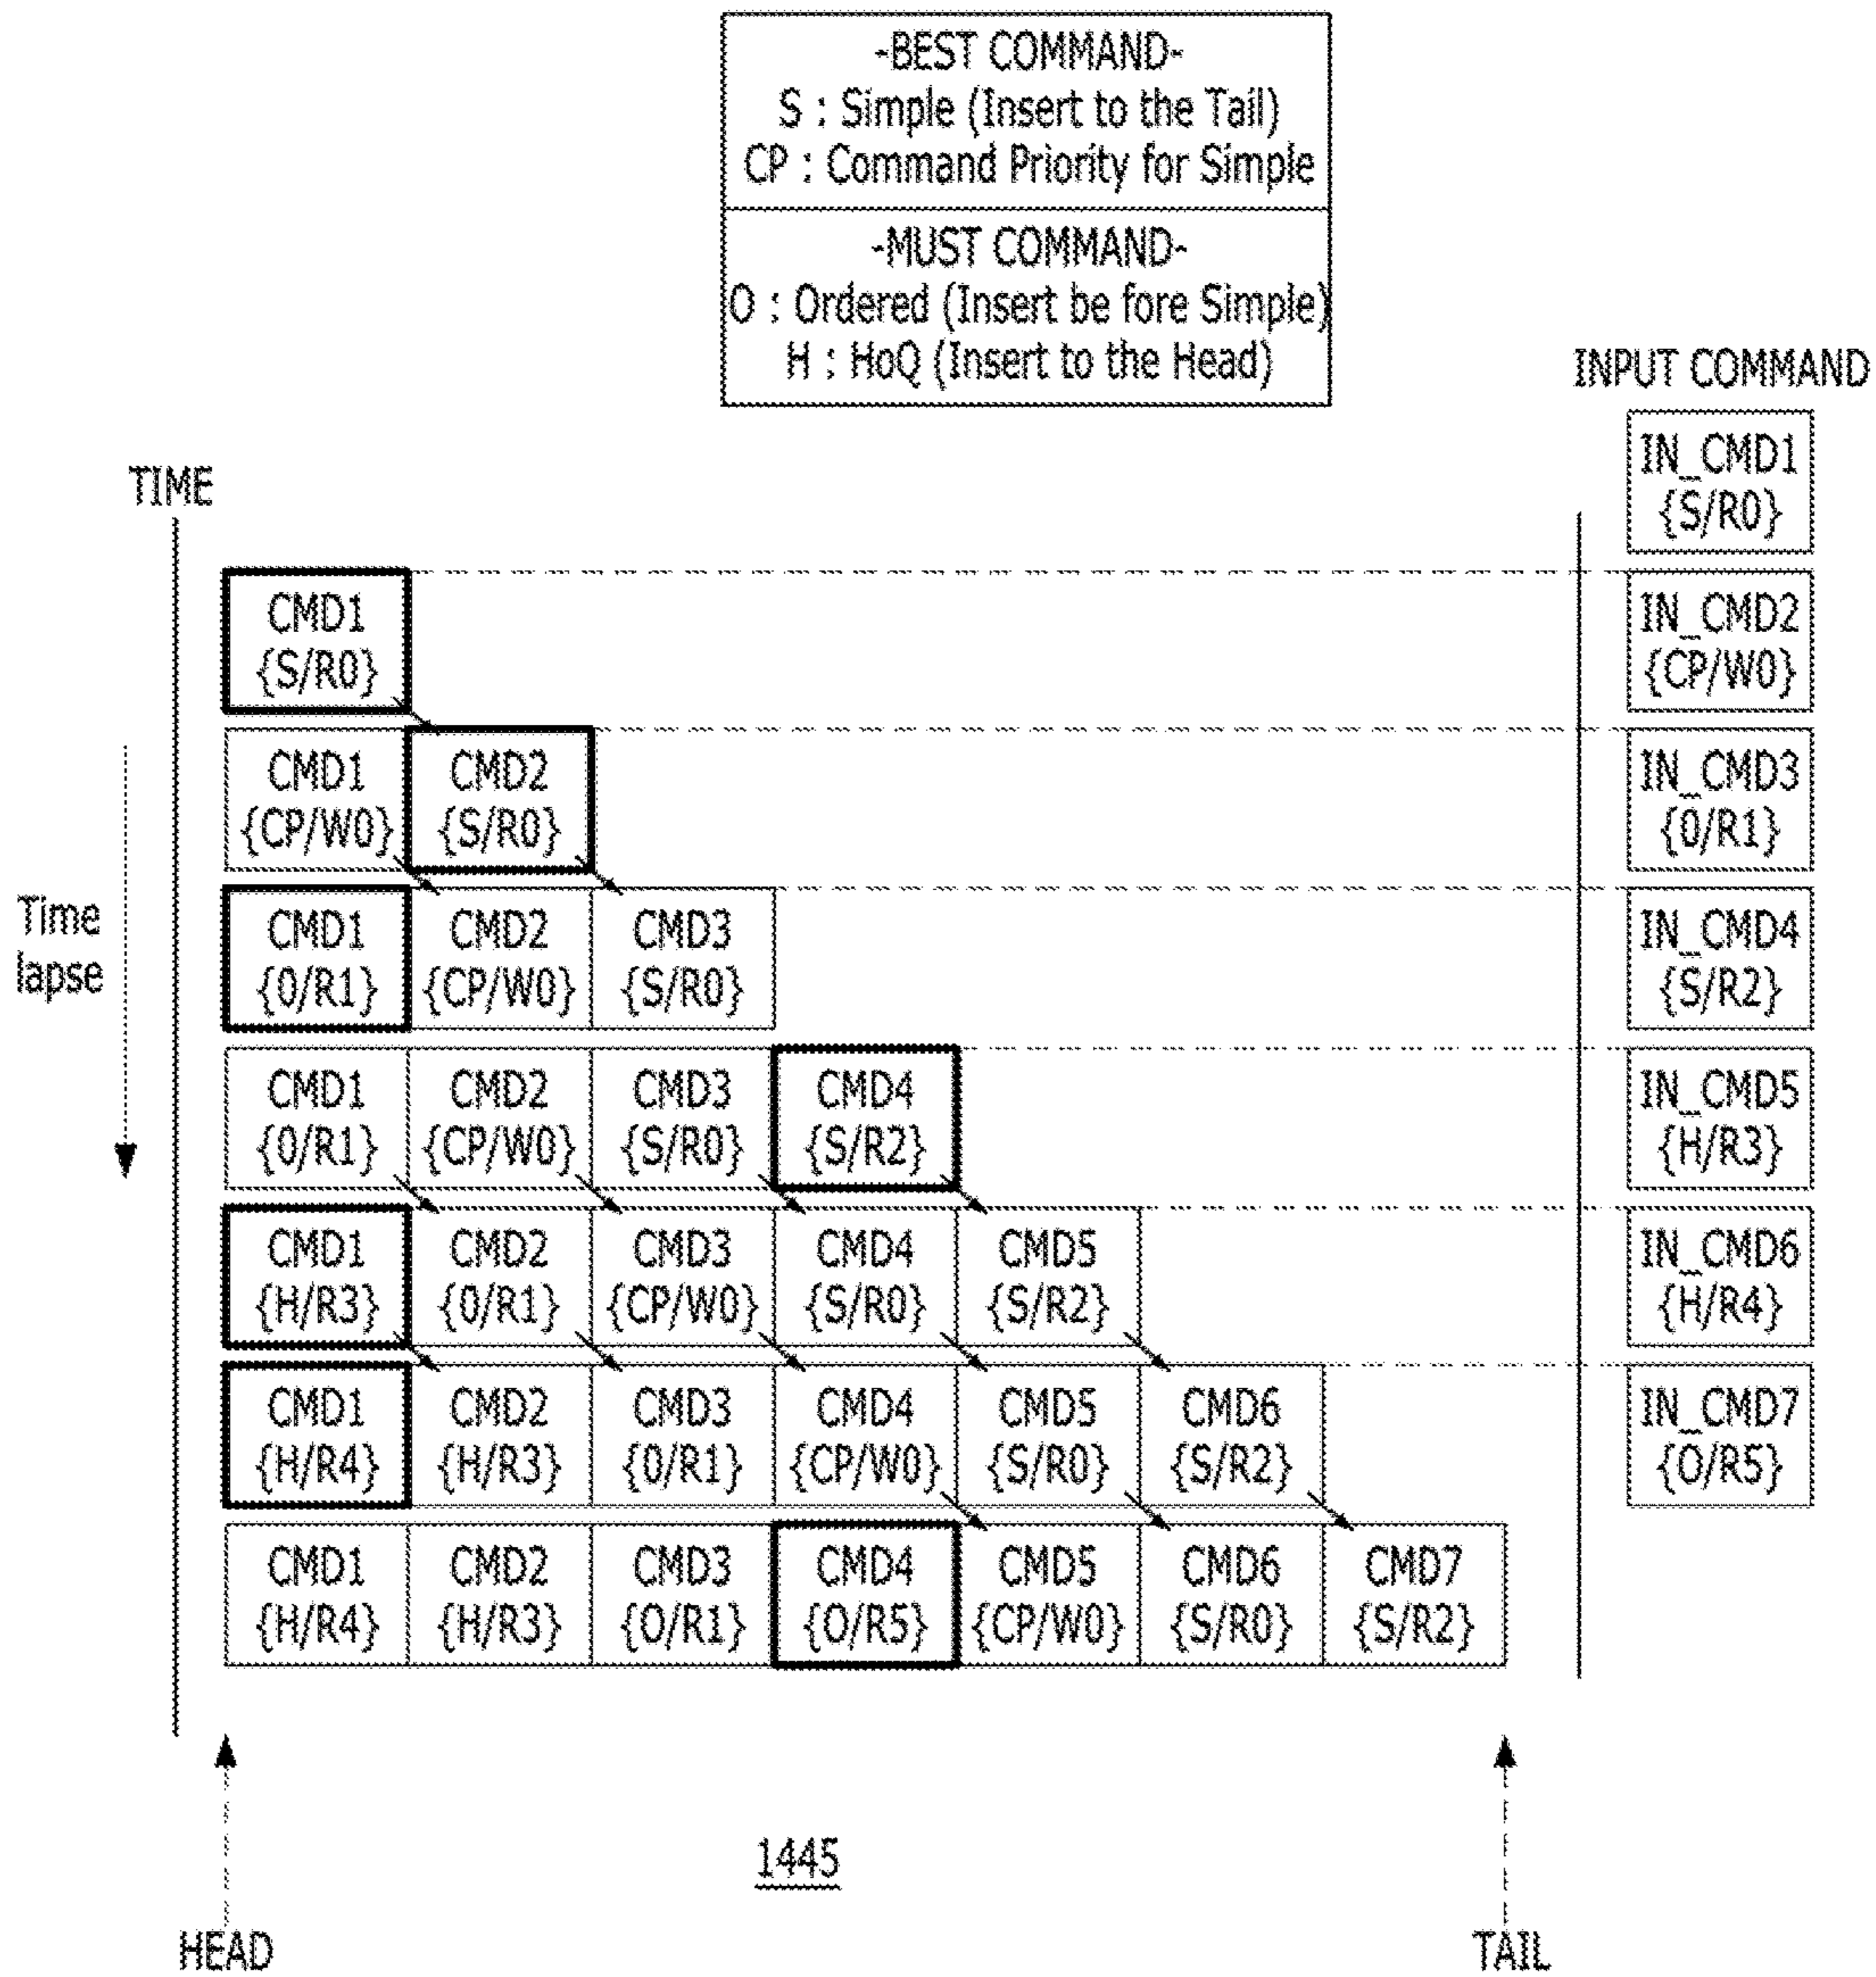 -BEST COMMAND-
S : Simple (Insert to the Tail)
CP : Command Priority for Simple
-MUST COMMAND-
O : Ordered (Insert be fore Simple)
H : HoQ (Insert to the Head)
INPUT COMMAND
TIME
IN_CMD1
{S/R0}
CMD1
{S/R0}
IN_CMD2
{CP/W0}
CMD1 CMD2
{CP/W0} {S/R0}
IN_CMD3
{0/R1}
Time
lapse
CMD1 CMD2 CMD3
{0/R1} {CP/W0} {S/R0}
IN_CMD4
{S/R2}
CMD1 CMD2 CMD3 CMD4
{0/R1} {CP/W0} {S/R0} {S/R2}
IN_CMD5
{H/R3}
CMD1 CMD2 CMD3 CMD4 CMD5
{H/R3} {0/R1} {CP/W0} {S/R0} {S/R2}
IN_CMD6
{H/R4}
CMD1 CMD2 CMD3 CMD4 CMD5 CMD6
{H/R4} {H/R3} {0/R1} {CP/W0} {S/R0} {S/R2}
IN_CMD7
{O/R5}
CMD1 CMD2 CMD3 CMD4 CMD5 CMD6 CMD7
{H/R4} {H/R3} {O/R1} {O/R5} {CP/W0} {S/R0} {S/R2}
1445
HEAD
TAIL